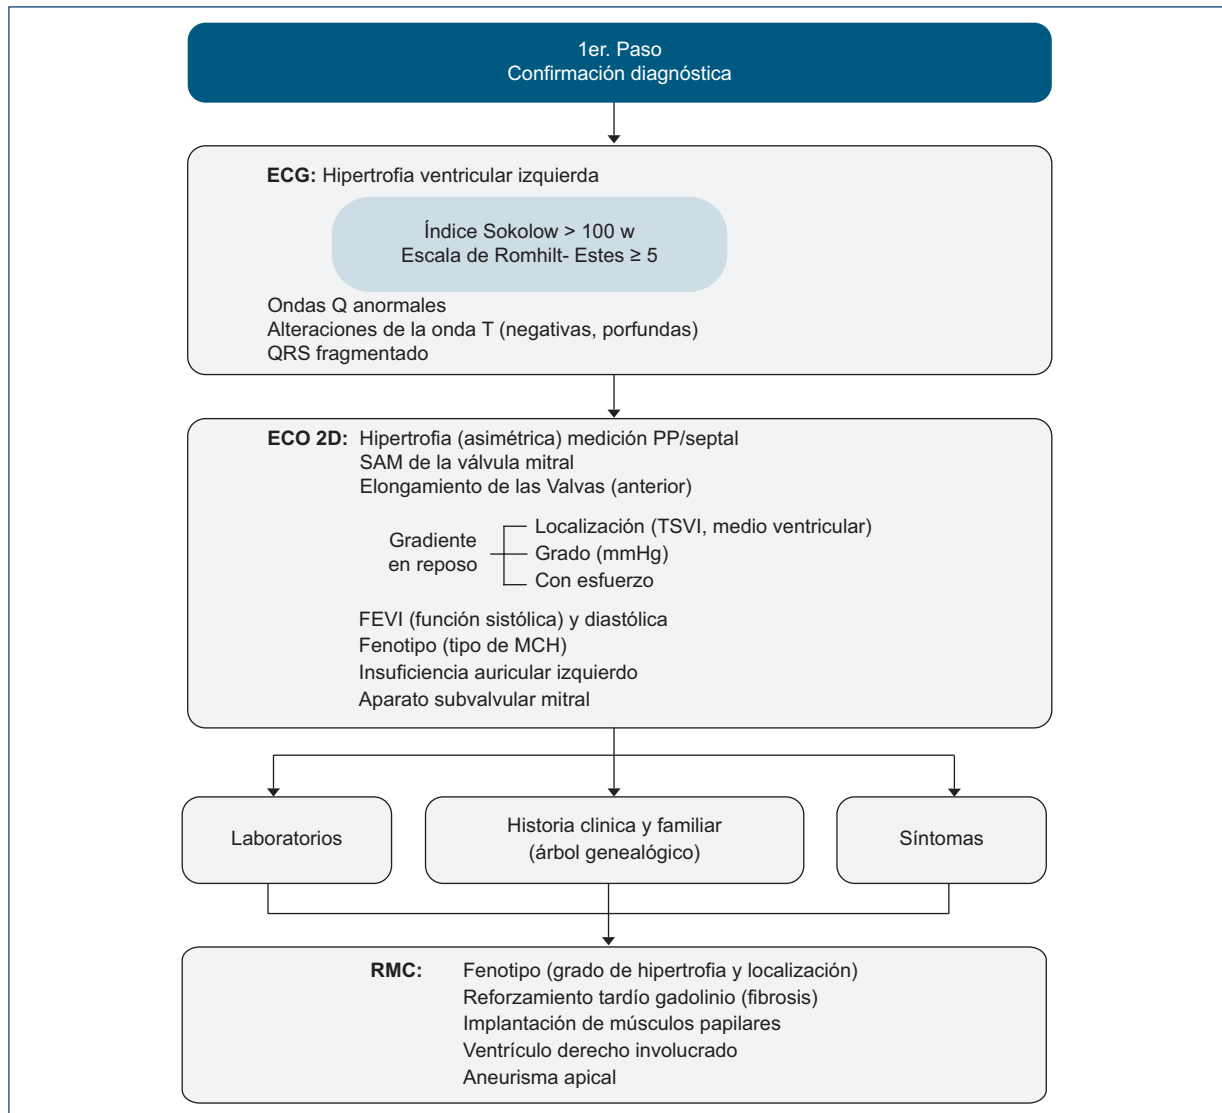 1er. Paso
Confirmación diagnóstica
ECG: Hipertrofia ventricular izquierda
Índice Sokolow > 100 w
Escala de Romhilt- Estes ≥ 5
Ondas Q anormales
Alteraciones de la onda T (negativas, porfundas)
QRS fragmentado
ECO 2D: Hipertrofia (asimétrica) medición PP/septal
SAM de la válvula mitral
Elongamiento de las Valvas (anterior)
Gradiente
en reposo
Localización (TSVI, medio ventricular)
Grado (mmHg)
Con esfuerzo
FEVI (función sistólica) y diastólica
Fenotipo (tipo de MCH)
Insuficiencia auricular izquierdo
Aparato subvalvular mitral
Laboratorios
Historia clinica y familiar
(árbol genealógico)
Síntomas
RMC: Fenotipo (grado de hipertrofia y localización)
Reforzamiento tardío gadolinio (fibrosis)
Implantación de músculos papilares
Ventrículo derecho involucrado
Aneurisma apical